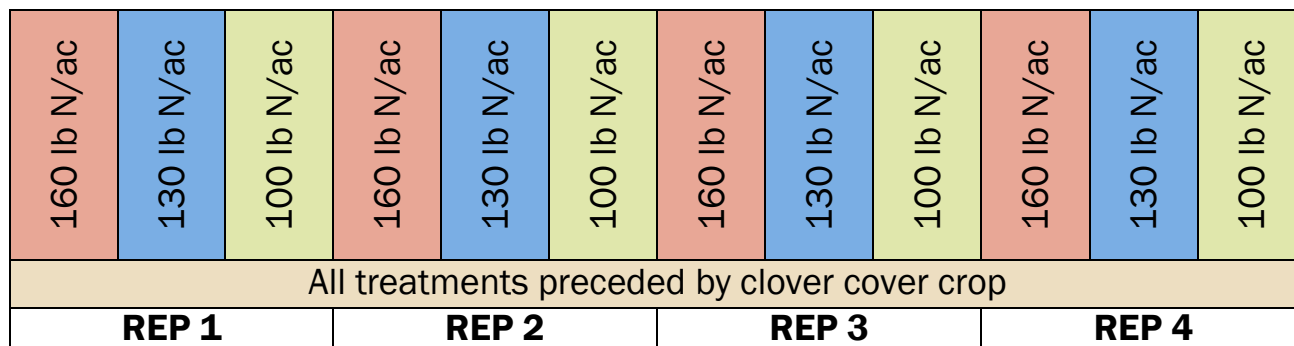 160 lb N/ac
130 lb N/ac
100 lb N/ac
160 lb N/ac
130 lb N/ac
100 lb N/ac
160 lb N/ac
130 lb N/ac
100 lb N/ac
160 lb N/ac
130 lb N/ac
100 lb N/ac
All treatments preceded by clover cover crop
REP 1
REP 2
REP 3
REP 4